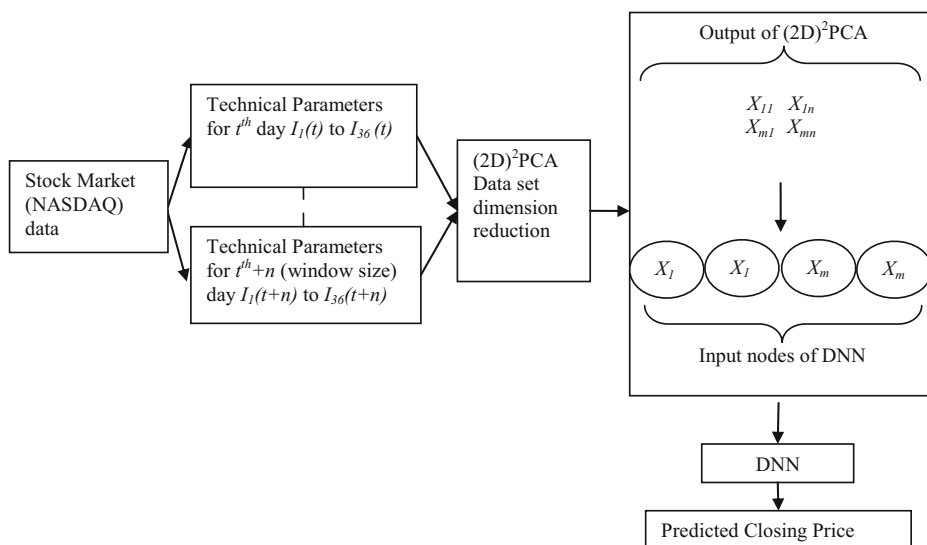 Stock Market
(NASDAQ)
data
Technical Parameters
for tth day I1(t) to I36 (t)
Technical Parameters
for tth+n (window size)
day I1(t+n) to I36(t+n)
(2D)2PCA
Data set
dimension
reduction
Output of (2D)2PCA
X11 X1n
Xm1 Xmn
X1 X1 Xm Xm
Input nodes of DNN
DNN
Predicted Closing Price